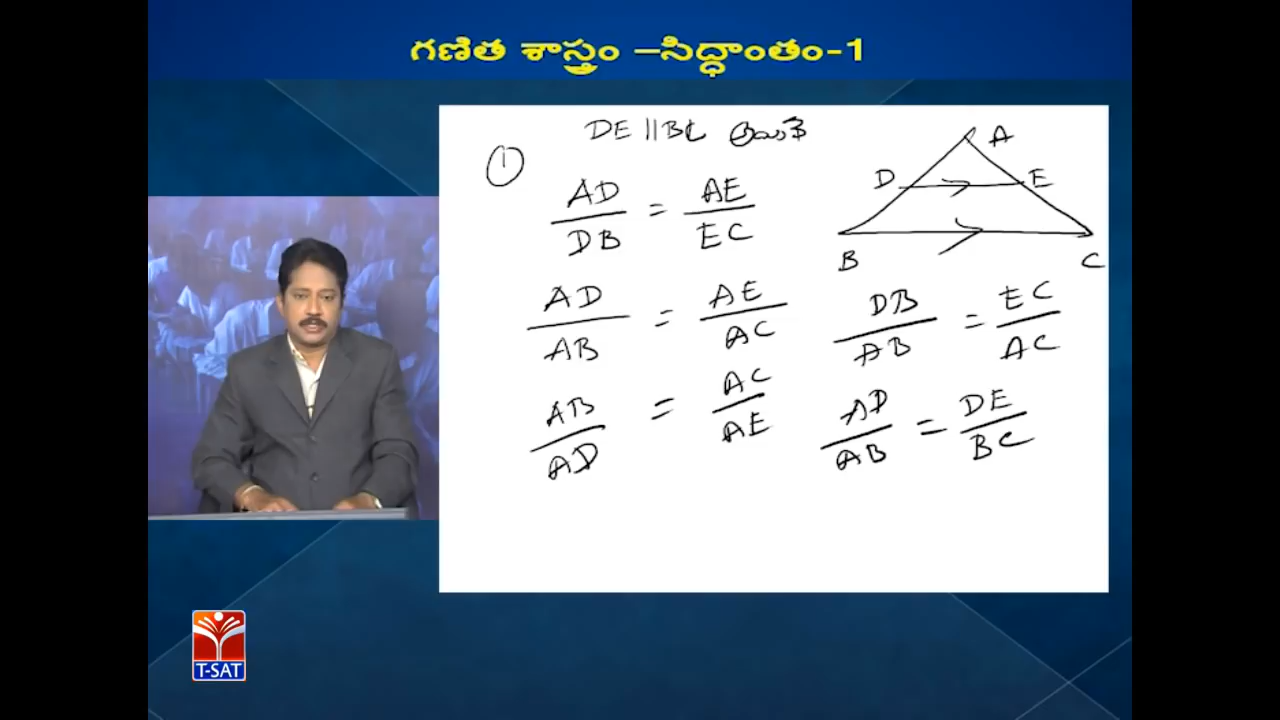 గణిత శాస్త్రం –సిద్ధాంతం-1
DE || BC అయితే
①
AD/DB = AE/EC
AD/AB = AE/AC
DB/AB = EC/AC
AB/AD = AC/AE
AD/AB = DE/BC
A
D E
B C
T-SAT